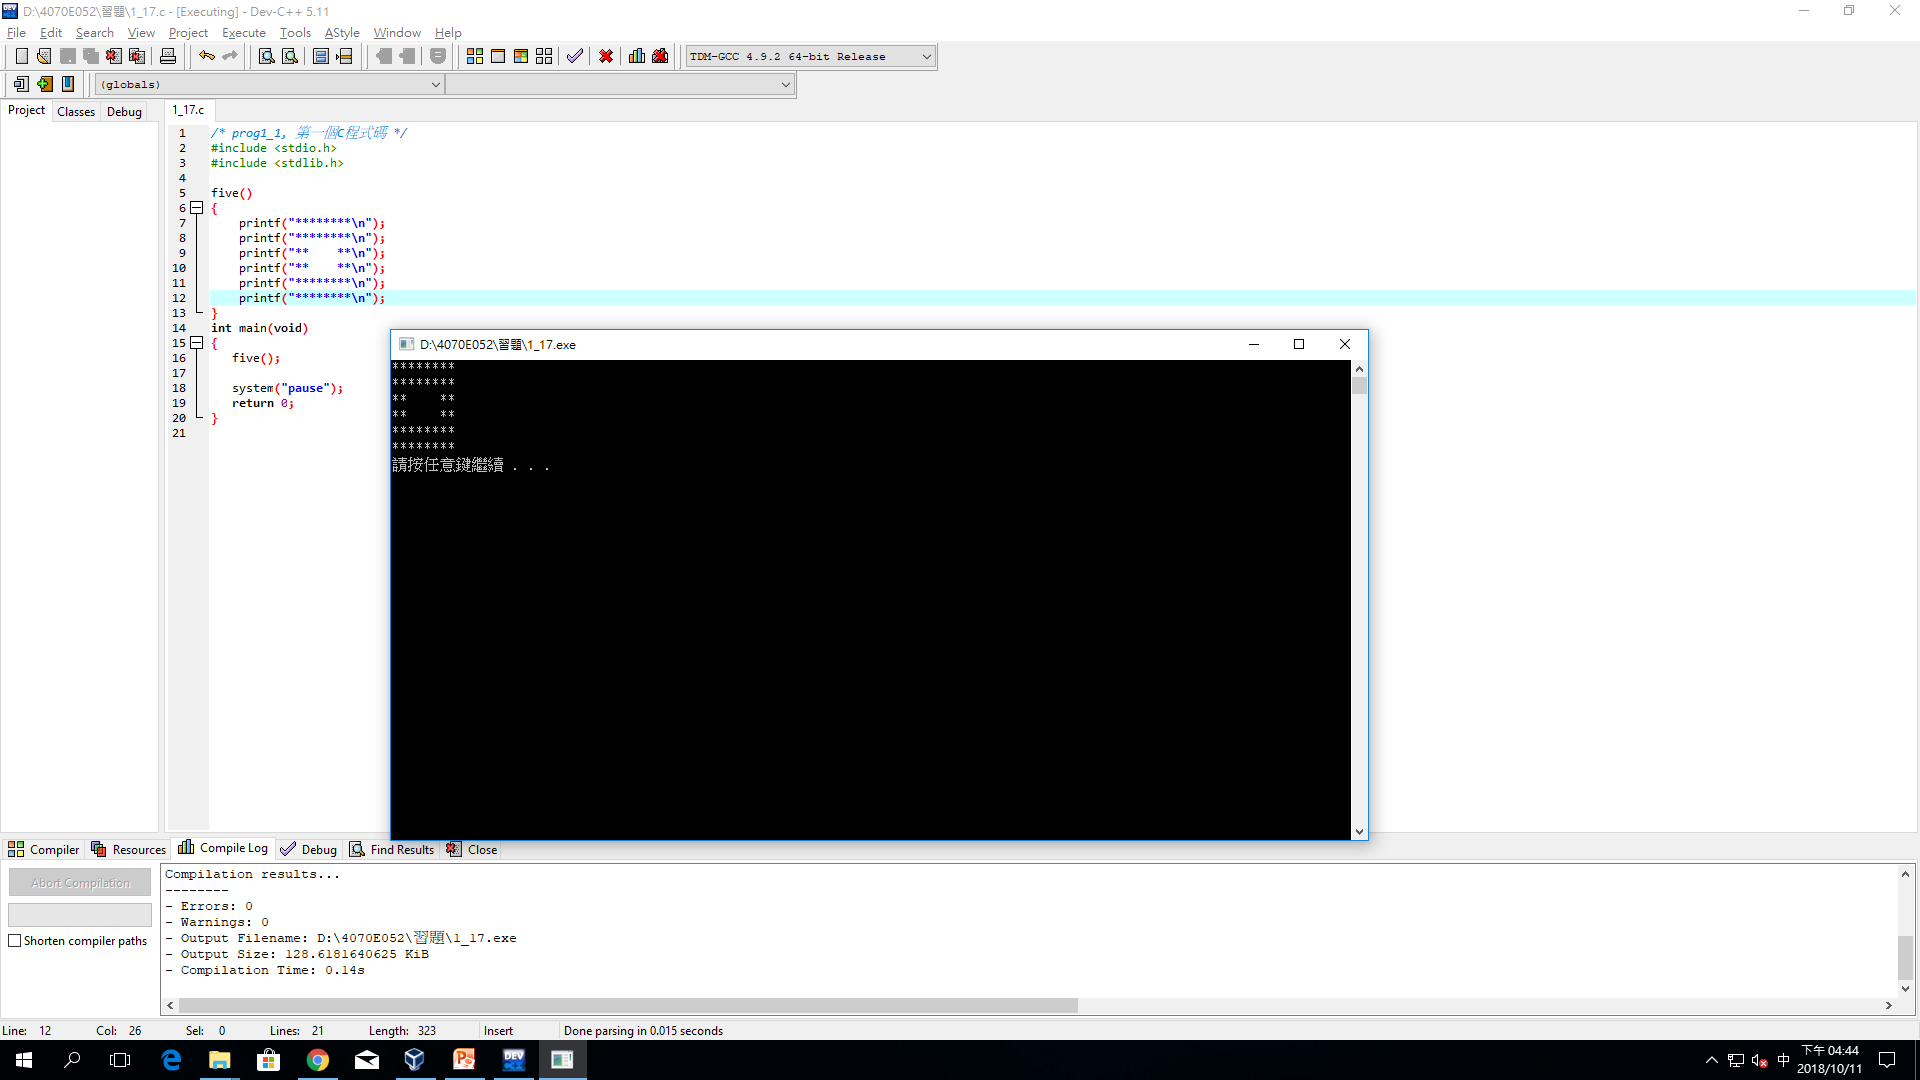 D:\4070E052\習題\1_17.c - [Executing] - Dev-C++ 5.11
File Edit Search View Project Execute Tools AStyle Window Help
TDM-GCC 4.9.2 64-bit Release
(globals)
Project Classes Debug 1_17.c
1 /* prog1_1, 第一個C程式碼 */
2 #include <stdio.h>
3 #include <stdlib.h>
4
5 five()
6 {
7 printf("********\n");
8 printf("********\n");
9 printf("**    **\n");
10 printf("**    **\n");
11 printf("********\n");
12 printf("********\n");
13 }
14 int main(void)
15 {
16 five();
17
18 system("pause");
19 return 0;
20 }
21
D:\4070E052\習題\1_17.exe
********
********
**    **
**    **
********
********
請按任意鍵繼續 . . .
Compiler Resources Compile Log Debug Find Results Close
Abort Compilation
Shorten compiler paths
Compilation results...
--------
- Errors: 0
- Warnings: 0
- Output Filename: D:\4070E052\習題\1_17.exe
- Output Size: 128.6181640625 KiB
- Compilation Time: 0.14s
Line: 12 Col: 26 Sel: 0 Lines: 21 Length: 323 Insert Done parsing in 0.015 seconds
DEV
中
下午 04:44
2018/10/11